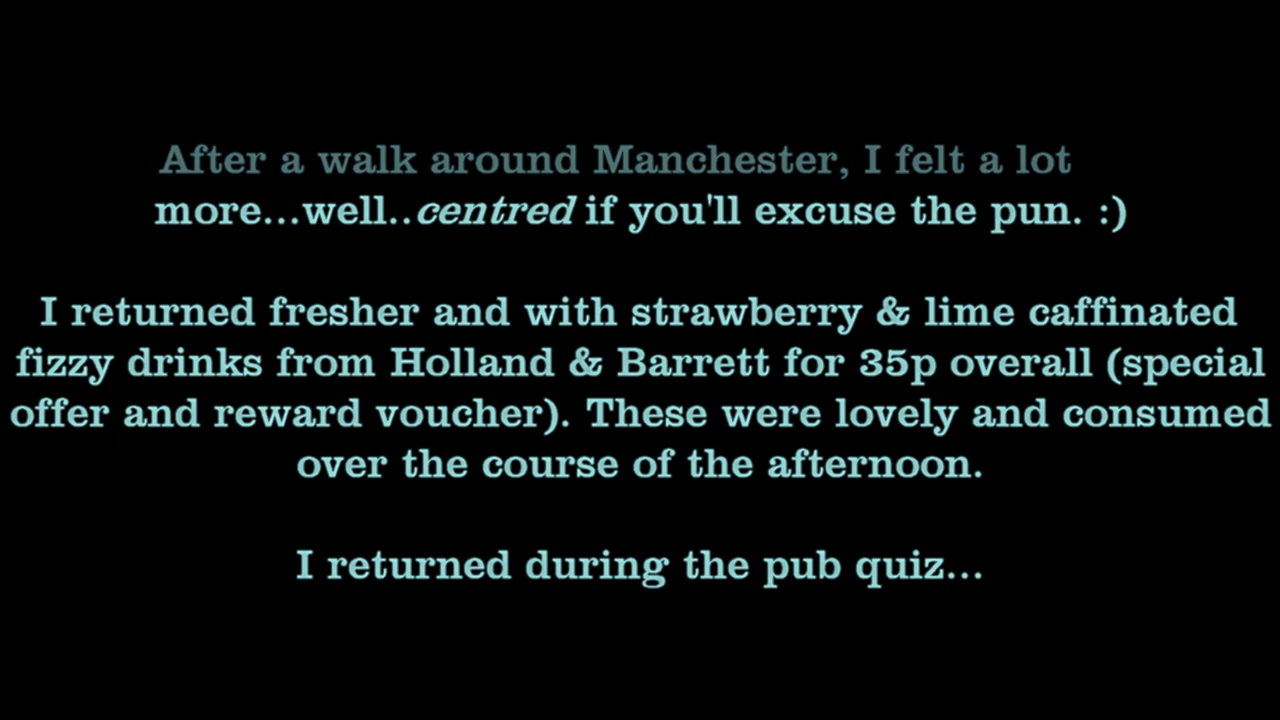 After a walk around Manchester, I felt a lot
more...well..centred if you'll excuse the pun. :)
I returned fresher and with strawberry & lime caffinated
fizzy drinks from Holland & Barrett for 35p overall (special
offer and reward voucher). These were lovely and consumed
over the course of the afternoon.
I returned during the pub quiz...